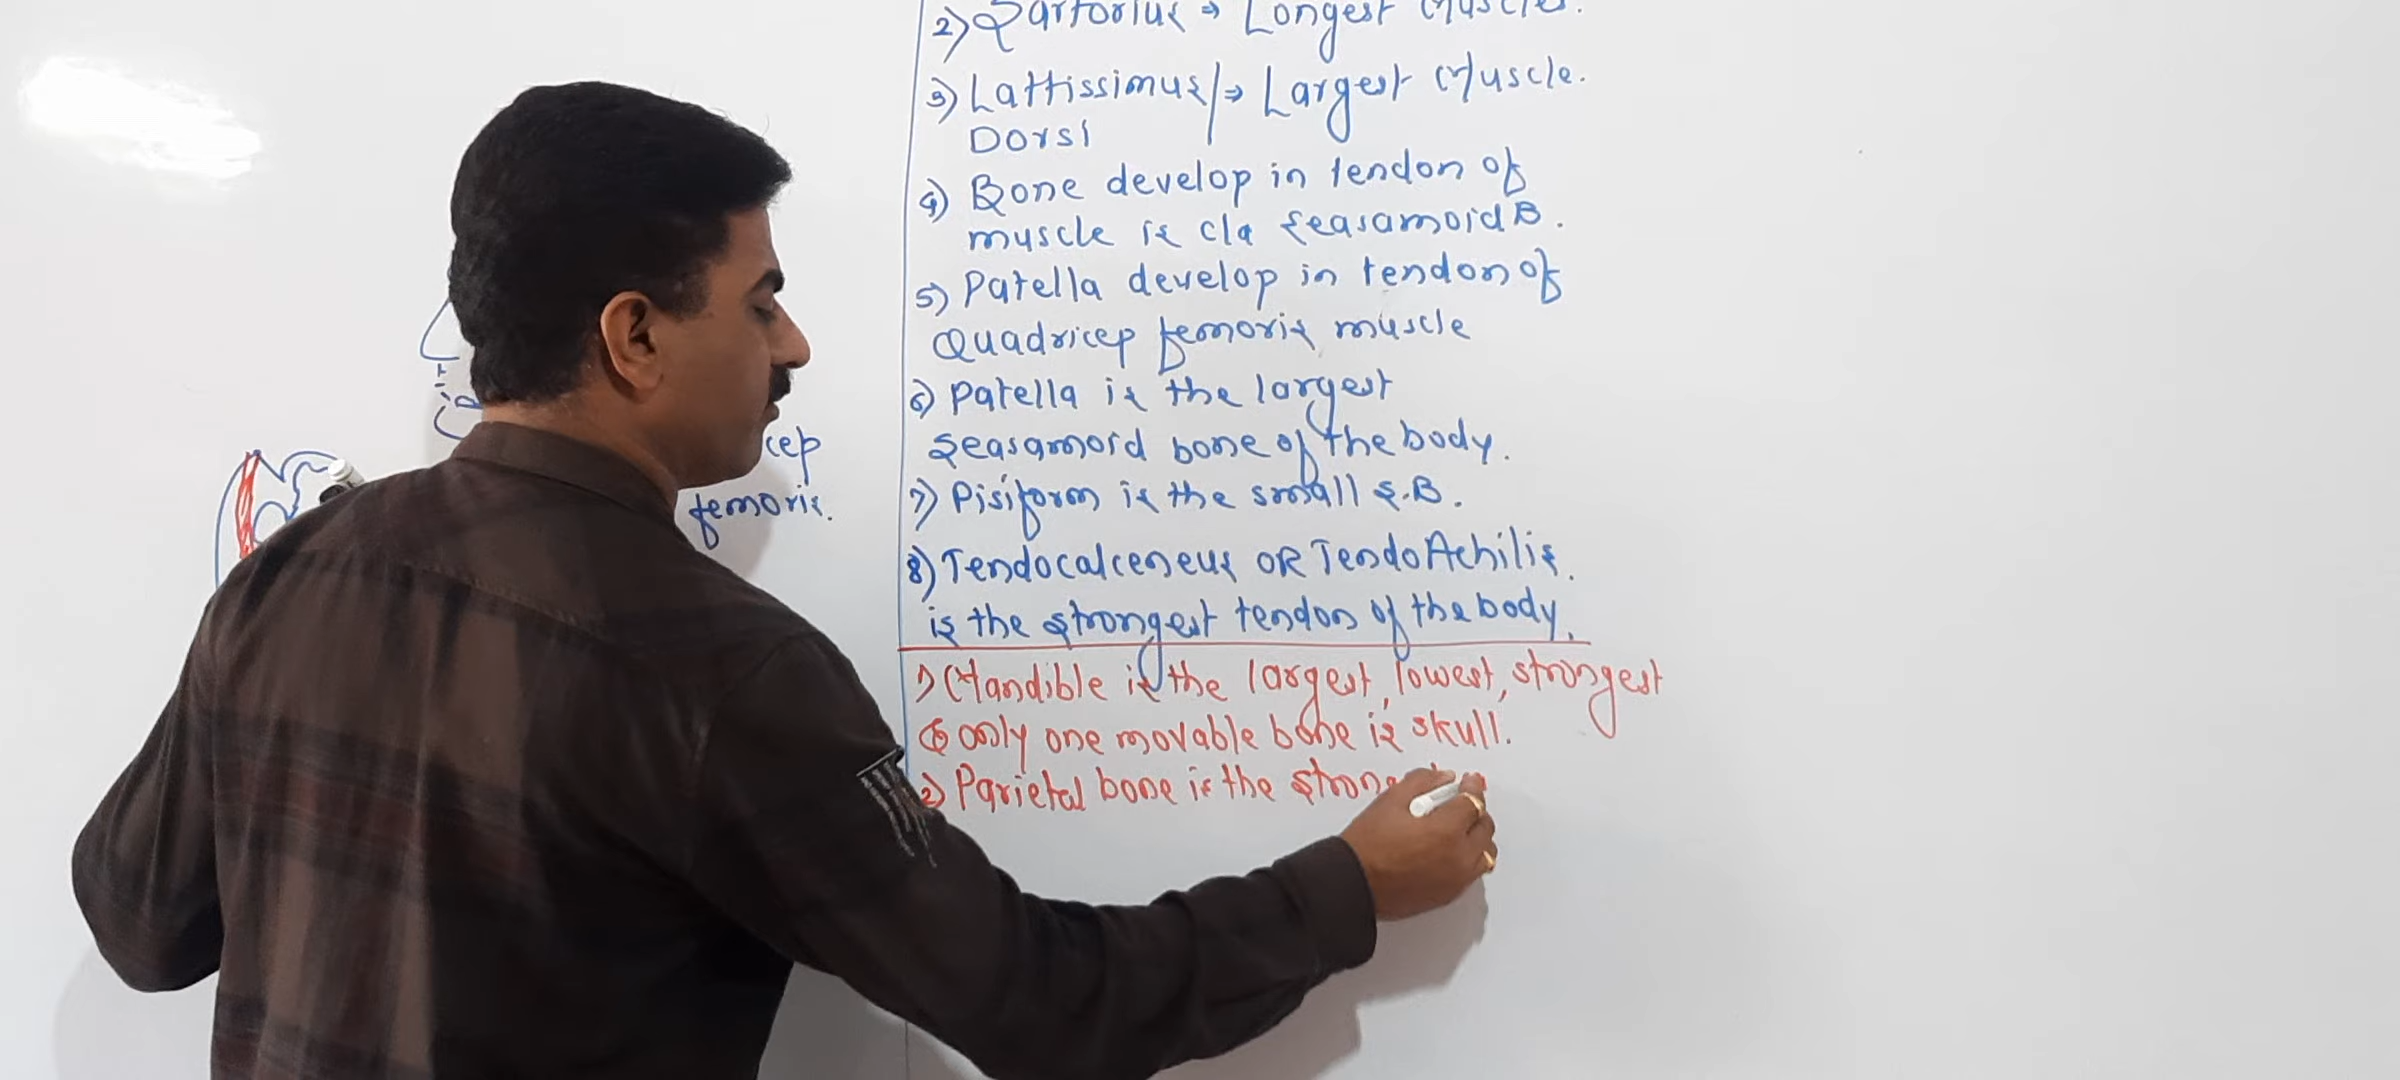 2) Sartorius ⇒ Longest Muscles.
3) Lattissimus ⇒ Largest Muscle.
Dorsi
4) Bone develop in tendon of
muscle is cla Seasamoid B.
5) Patella develop in tendon of
Quadricep femoris muscle
6) Patella is the largest
Seasamoid bone of the body.
7) Pisiform is the small S.B.
8) Tendocalceneus OR TendoAchilis.
is the strongest tendon of the body.
1) Mandible is the largest, lowest, strongest
& only one movable bone is skull.
2) Parietal bone is the strong
cep
femoris.